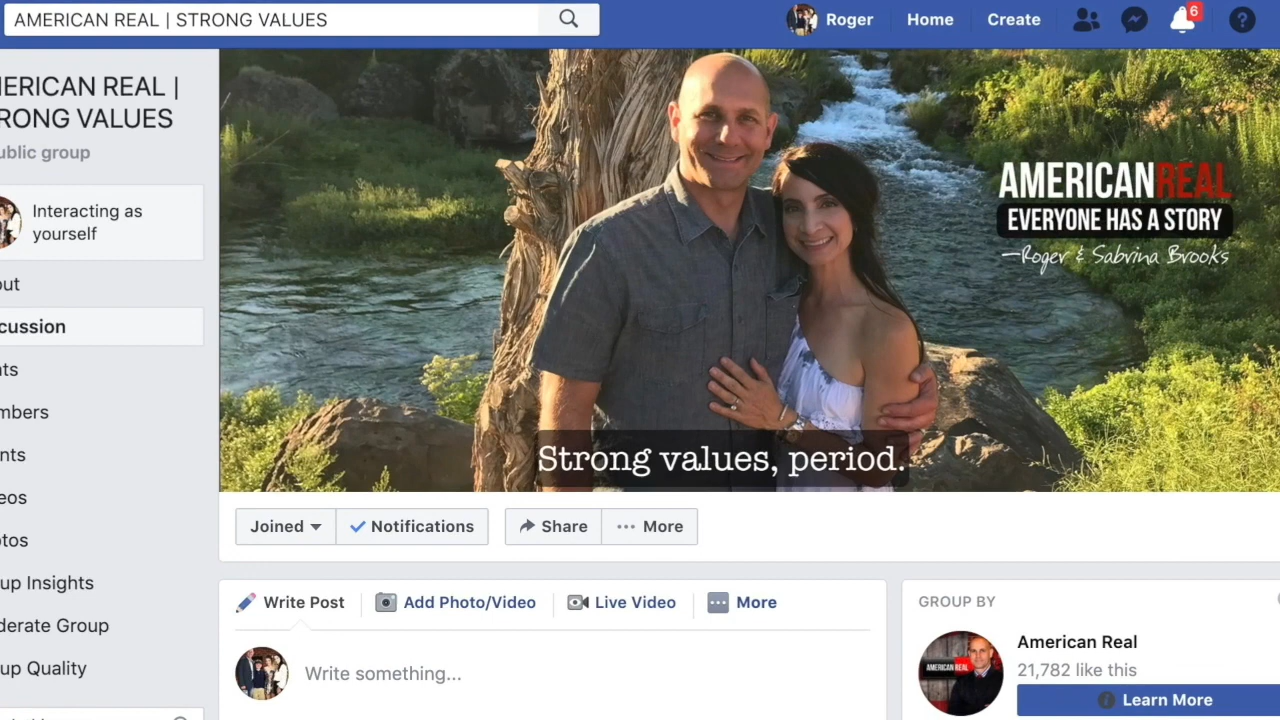 AMERICAN REAL | STRONG VALUES
Roger
Home
Create
6
?
MERICAN REAL |
RONG VALUES
ublic group
Interacting as
yourself
out
cussion
nts
mbers
nts
eos
otos
up Insights
derate Group
up Quality
AMERICANREAL
EVERYONE HAS A STORY
—Roger & Sabrina Brooks
Strong values, period.
Joined
Notifications
Share
More
Write Post
Add Photo/Video
Live Video
More
Write something...
GROUP BY
AMERICAN REAL
American Real
21,782 like this
Learn More